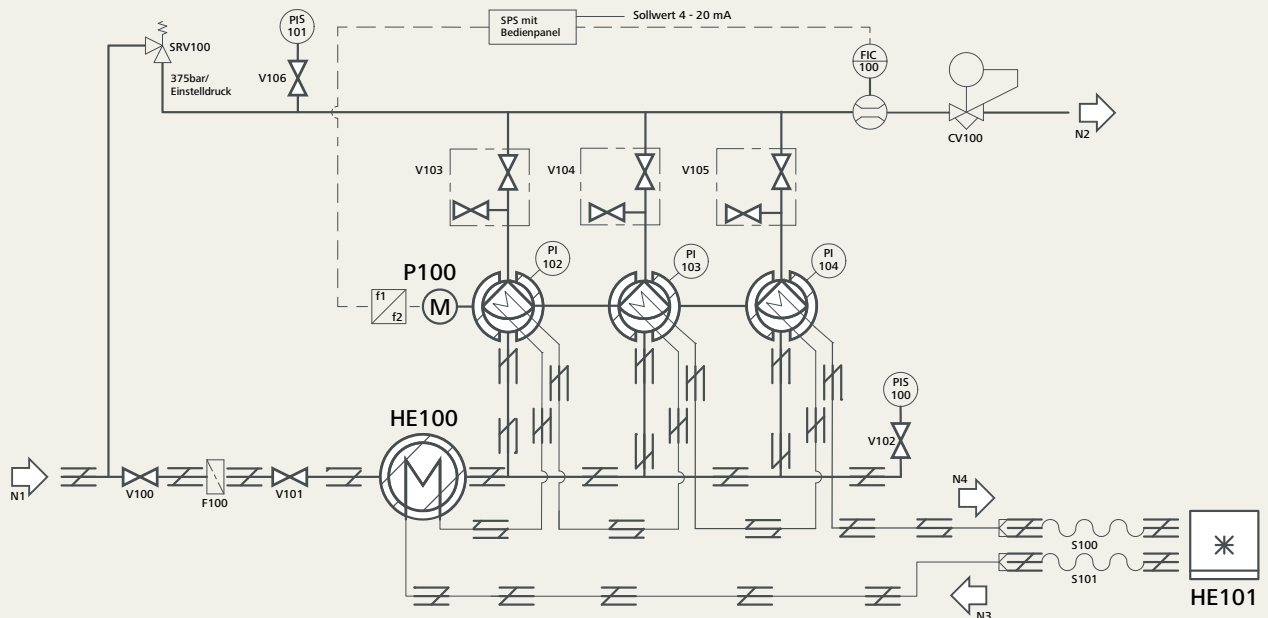 PIS
101
SPS mit
Bedienpanel
Sollwert 4 - 20 mA
SRV100
V106
375bar/
Einstelldruck
FIC
100
CV100
N2
V103
V104
V105
PI
102
PI
103
PI
104
P100
f1
f2
M
PIS
100
V102
HE100
N1
V100
F100
V101
N4
S100
S101
N3
HE101